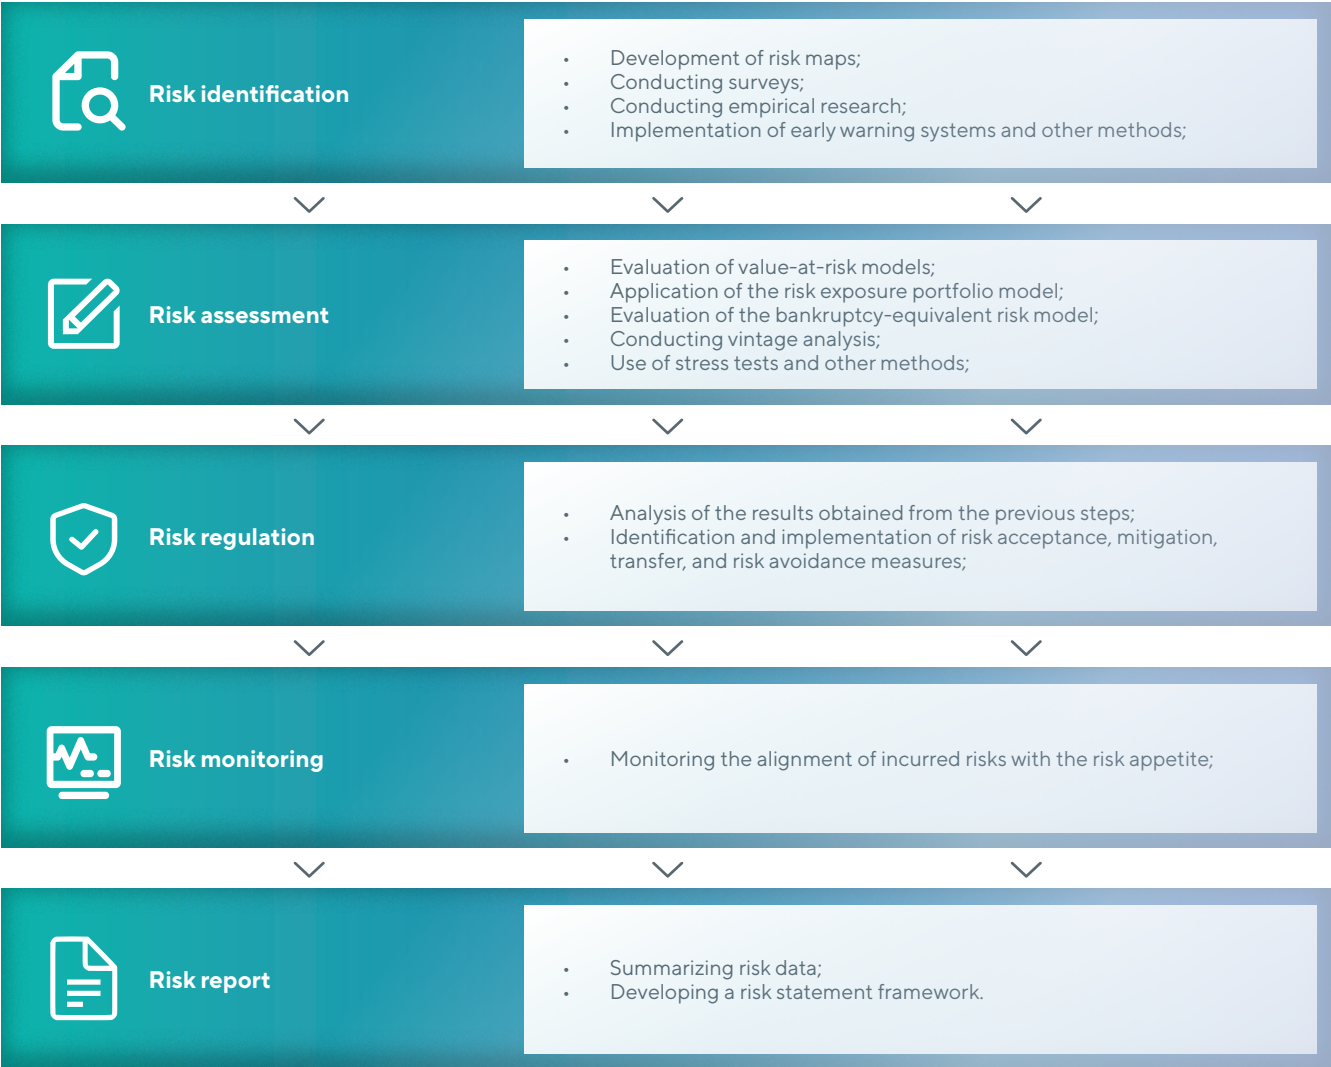 Risk identification
• Development of risk maps;
• Conducting surveys;
• Conducting empirical research;
• Implementation of early warning systems and other methods;
Risk assessment
• Evaluation of value-at-risk models;
• Application of the risk exposure portfolio model;
• Evaluation of the bankruptcy-equivalent risk model;
• Conducting vintage analysis;
• Use of stress tests and other methods;
Risk regulation
• Analysis of the results obtained from the previous steps;
• Identification and implementation of risk acceptance, mitigation,
transfer, and risk avoidance measures;
Risk monitoring
• Monitoring the alignment of incurred risks with the risk appetite;
Risk report
• Summarizing risk data;
• Developing a risk statement framework.